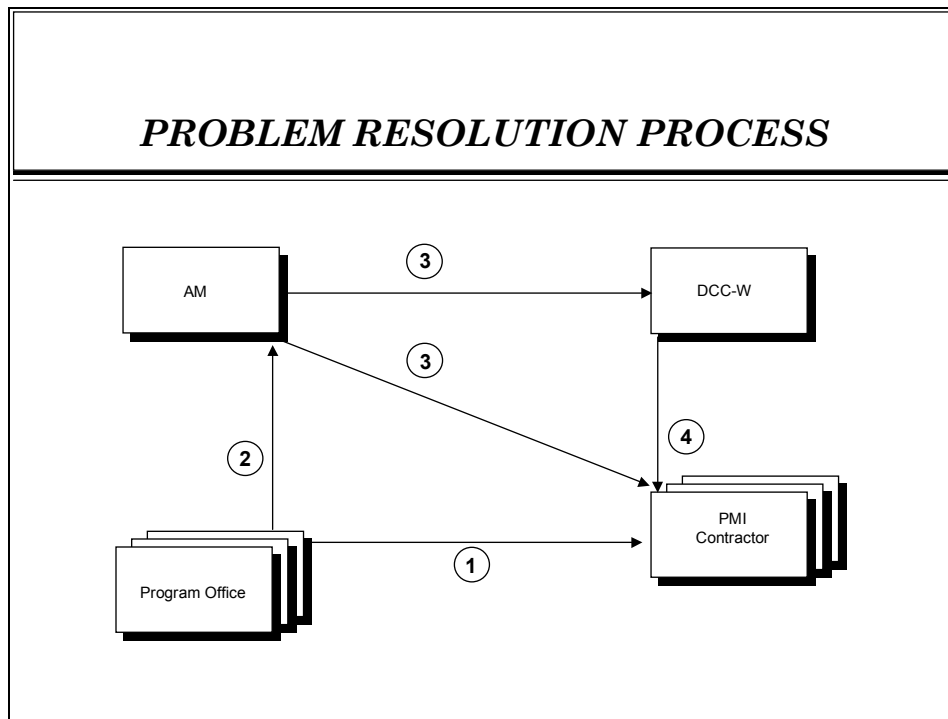 PROBLEM RESOLUTION PROCESS
AM
3
DCC-W
3
2
4
PMI
Contractor
1
Program Office